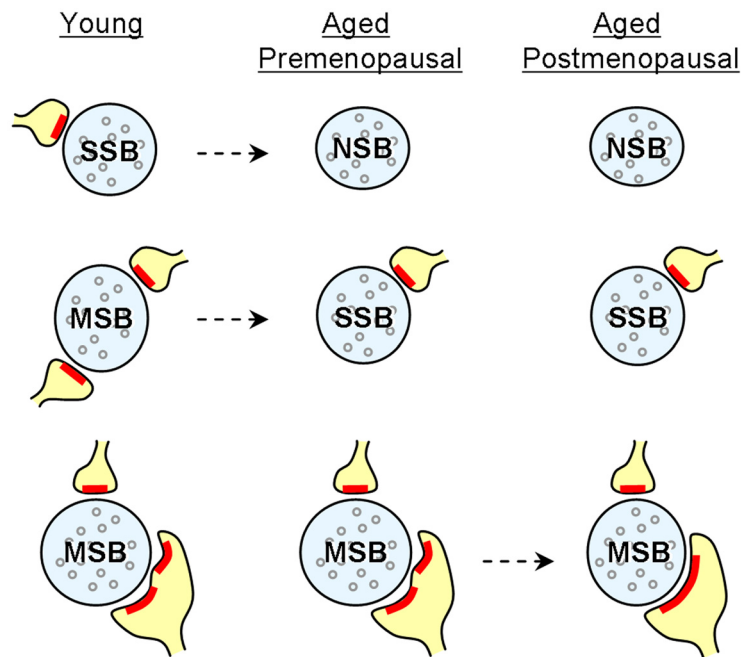 Young
Aged
Premenopausal
Aged
Postmenopausal
SSB
NSB
NSB
MSB
SSB
SSB
MSB
MSB
MSB